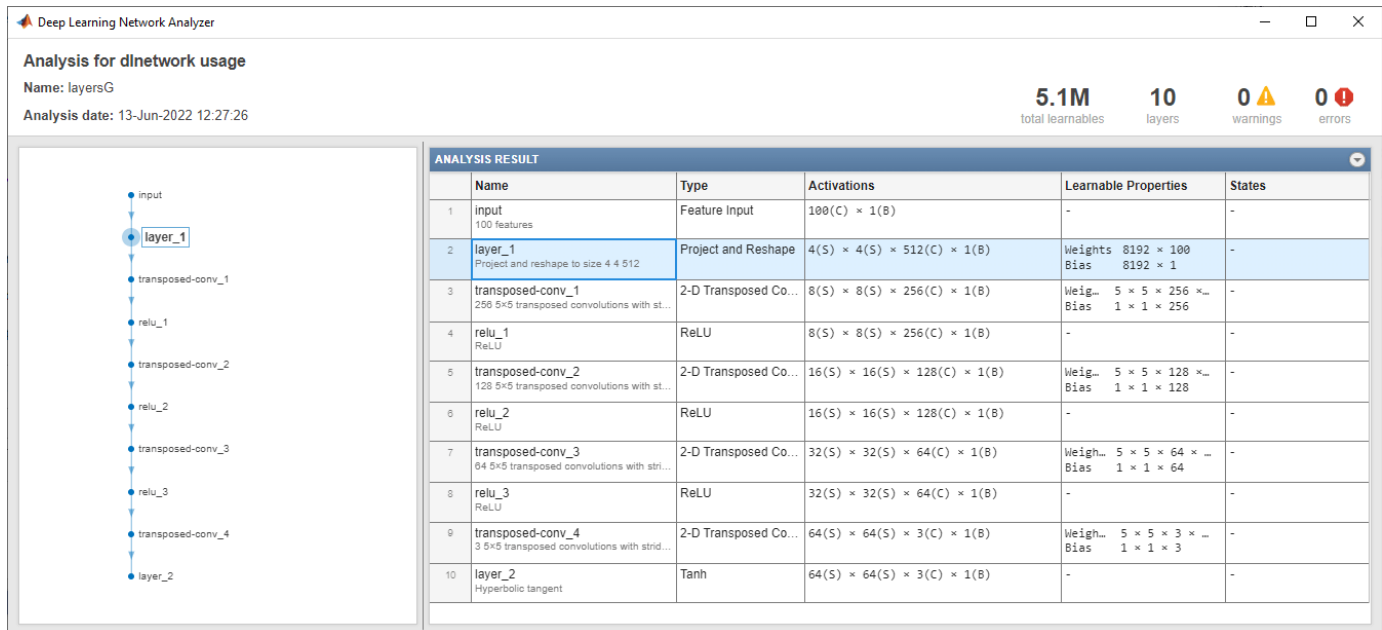 Deep Learning Network Analyzer
Analysis for dlnetwork usage
Name: layersG
Analysis date: 13-Jun-2022 12:27:26
5.1M
total learnables
10
layers
0
warnings
0
errors
input
layer_1
transposed-conv_1
relu_1
transposed-conv_2
relu_2
transposed-conv_3
relu_3
transposed-conv_4
layer_2
ANALYSIS RESULT
Name Type Activations Learnable Properties States
1 input Feature Input 100(C) × 1(B) - -
100 features
2 layer_1 Project and Reshape 4(S) × 4(S) × 512(C) × 1(B) Weights 8192 × 100 -
Project and reshape to size 4 4 512 Bias 8192 × 1
3 transposed-conv_1 2-D Transposed Co... 8(S) × 8(S) × 256(C) × 1(B) Weig… 5 × 5 × 256 ×… -
256 5×5 transposed convolutions with st... Bias 1 × 1 × 256
4 relu_1 ReLU 8(S) × 8(S) × 256(C) × 1(B) - -
ReLU
5 transposed-conv_2 2-D Transposed Co... 16(S) × 16(S) × 128(C) × 1(B) Weig… 5 × 5 × 128 ×… -
128 5×5 transposed convolutions with st... Bias 1 × 1 × 128
6 relu_2 ReLU 16(S) × 16(S) × 128(C) × 1(B) - -
ReLU
7 transposed-conv_3 2-D Transposed Co... 32(S) × 32(S) × 64(C) × 1(B) Weigh… 5 × 5 × 64 × … -
64 5×5 transposed convolutions with stri... Bias 1 × 1 × 64
8 relu_3 ReLU 32(S) × 32(S) × 64(C) × 1(B) - -
ReLU
9 transposed-conv_4 2-D Transposed Co... 64(S) × 64(S) × 3(C) × 1(B) Weigh… 5 × 5 × 3 × … -
3 5×5 transposed convolutions with strid... Bias 1 × 1 × 3
10 layer_2 Tanh 64(S) × 64(S) × 3(C) × 1(B) - -
Hyperbolic tangent